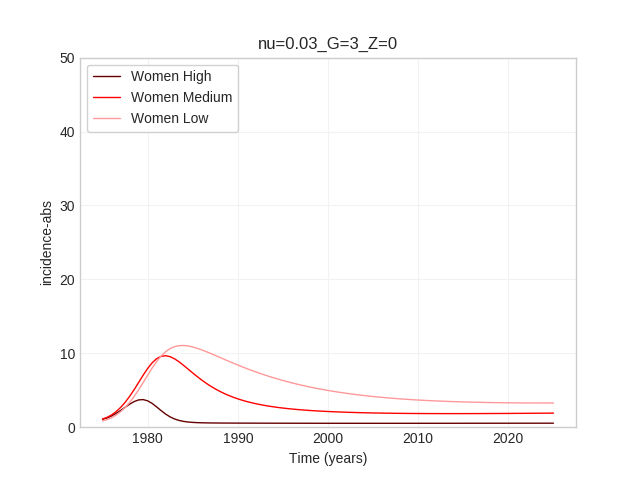 nu=0.03_G=3_Z=0
50
40
30
20
10
0
incidence-abs
Women High
Women Medium
Women Low
1980 1990 2000 2010 2020
Time (years)